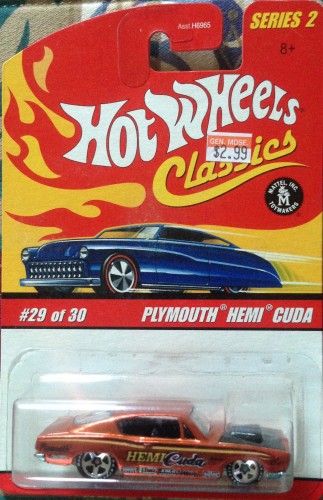 Asst.H6965
SERIES 2
8+
HOT WHEELS
Classics
GEN. MDSE.
$2.99
MATTEL, INC.
M
TOYMAKERS
#29 of 30
PLYMOUTH® HEMI® CUDA
HEMI Cuda